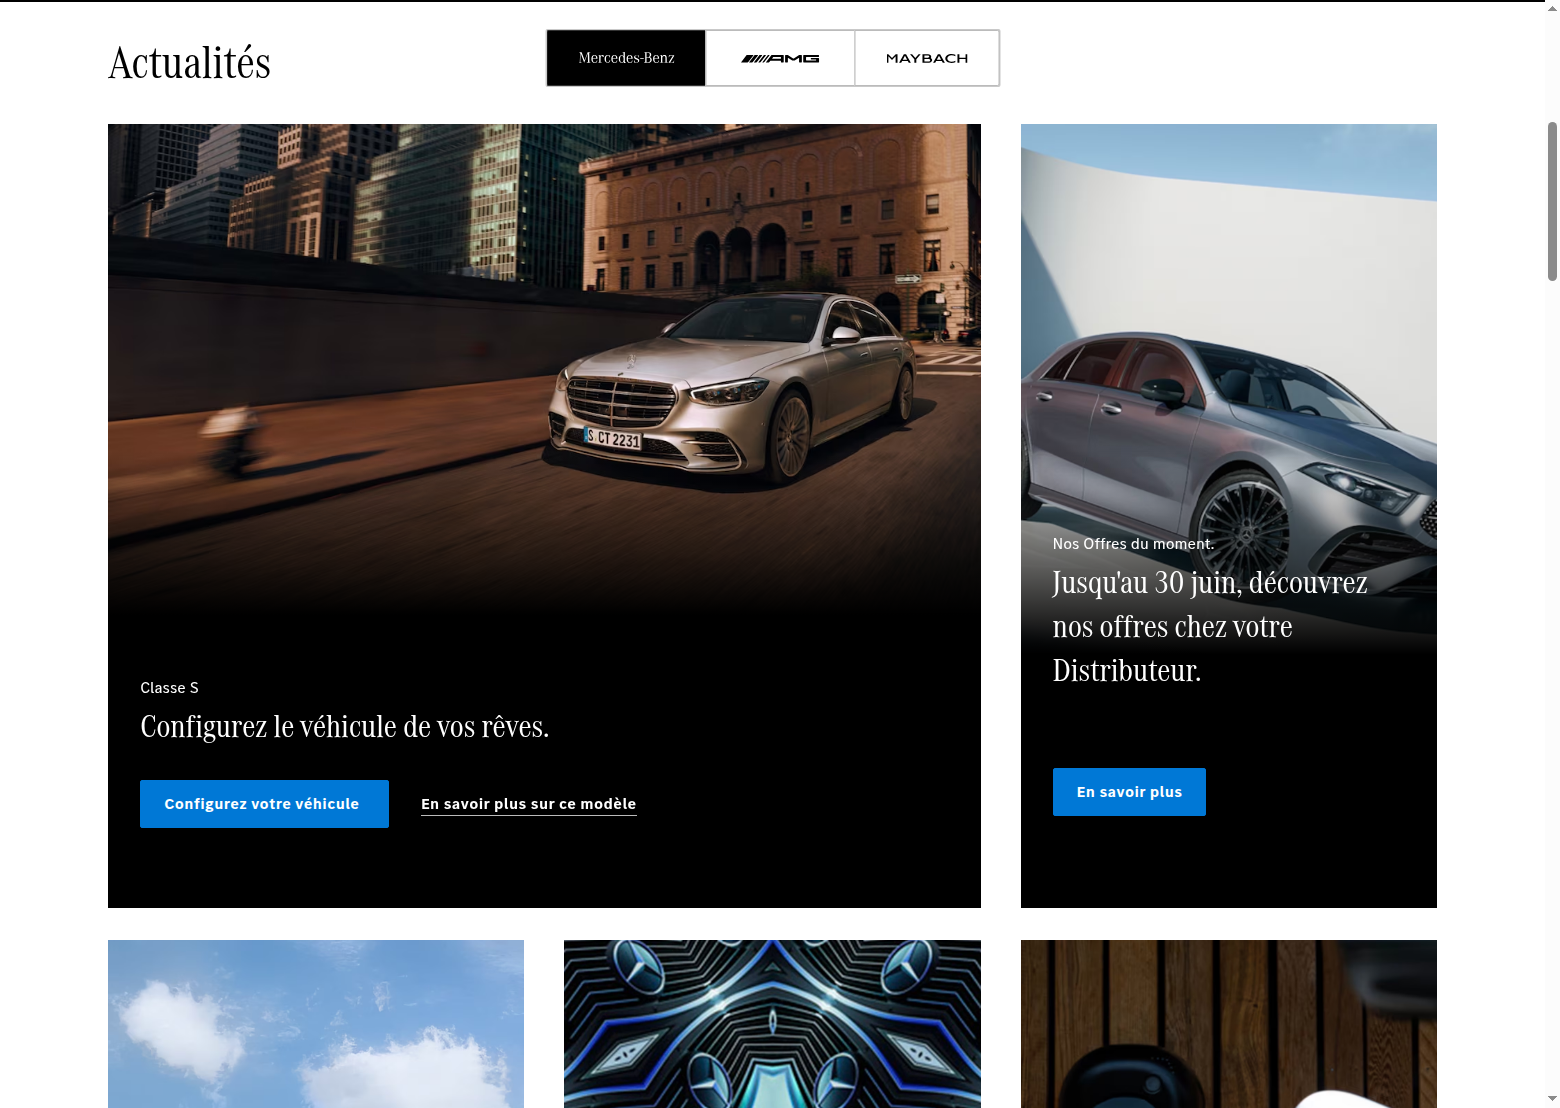 Actualités
Mercedes-Benz
AMG
MAYBACH
S CT 2231
Classe S
Configurez le véhicule de vos rêves.
Configurez votre véhicule
En savoir plus sur ce modèle
Nos Offres du moment.
Jusqu'au 30 juin, découvrez
nos offres chez votre
Distributeur.
En savoir plus